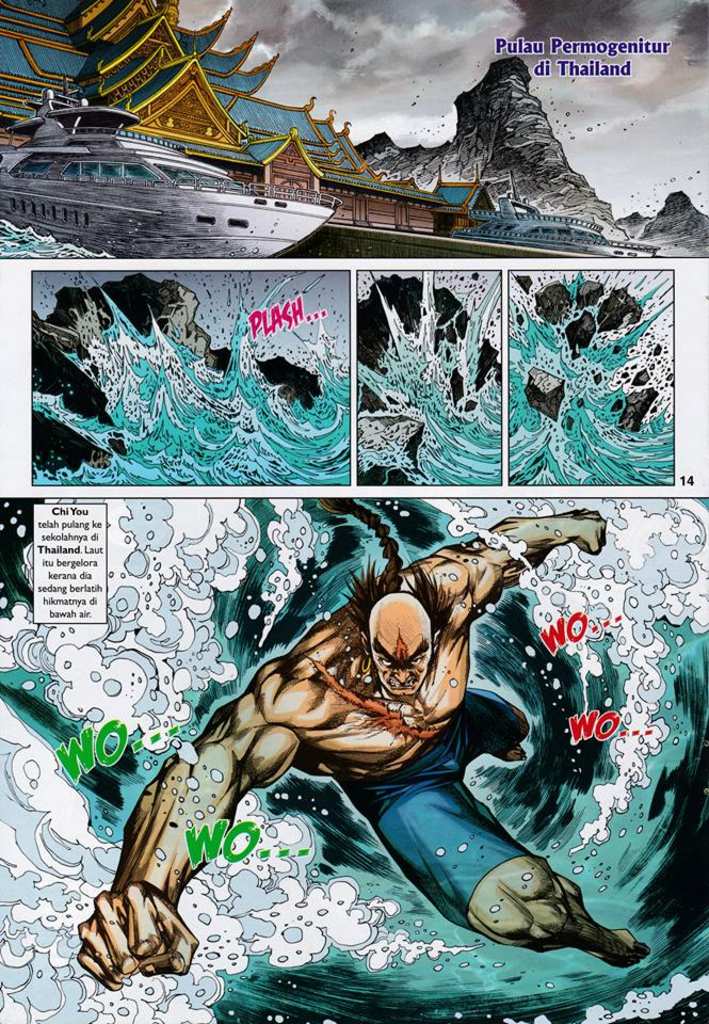 Pulau Permogenitur
di Thailand
PLASH...
14
Chi You
telah pulang ke
sekolahnya di
Thailand. Laut
itu bergelora
kerana dia
sedang berlatih
hikmatnya di
bawah air.
WO...
WO...
WO...
WO...